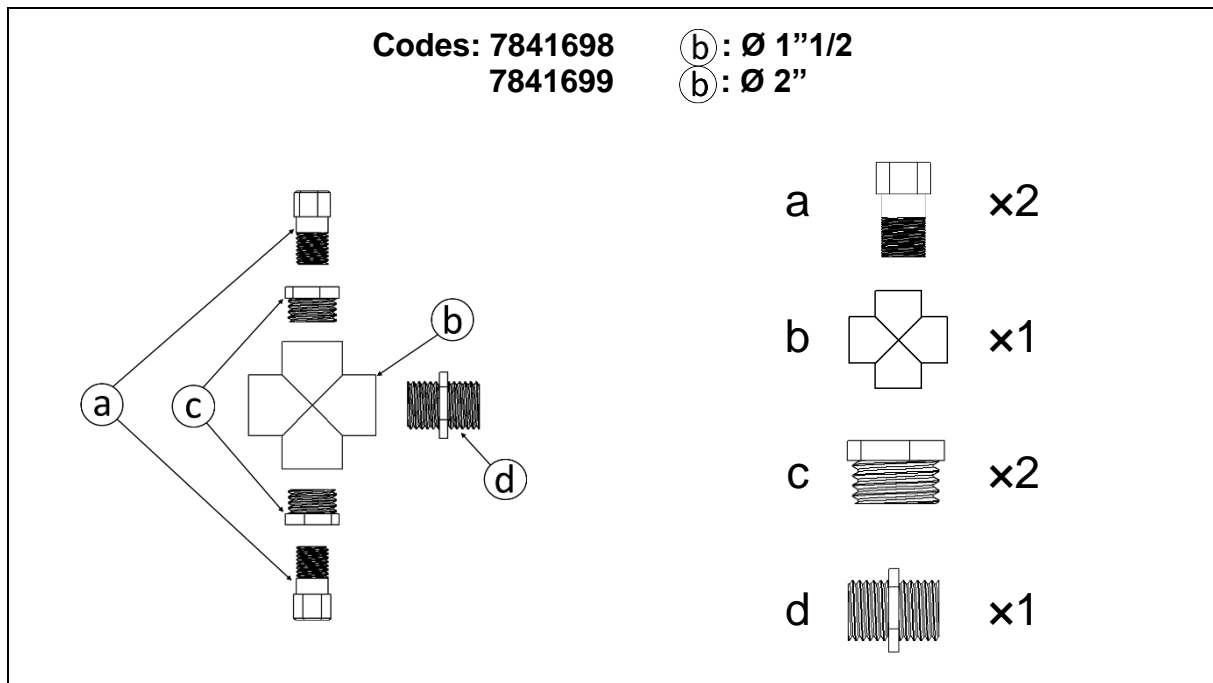 Codes: 7841698 b : Ø 1”1/2
7841699 b : Ø 2”
a
c
b
d
a ×2
b ×1
c ×2
d ×1